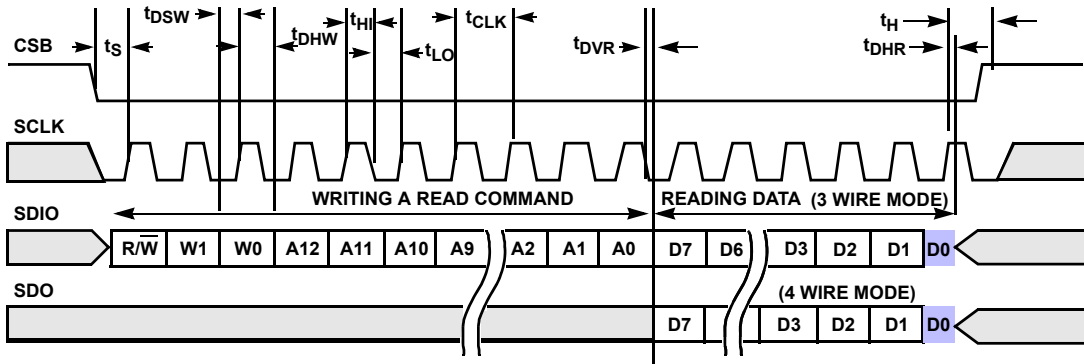 tDSW tHI tCLK tH
CSB tS tDHW tLO tDVR tDHR
SCLK
WRITING A READ COMMAND READING DATA (3 WIRE MODE)
SDIO
R/W W1 W0 A12 A11 A10 A9 A2 A1 A0 D7 D6 D3 D2 D1 D0
SDO
(4 WIRE MODE)
D7 D3 D2 D1 D0